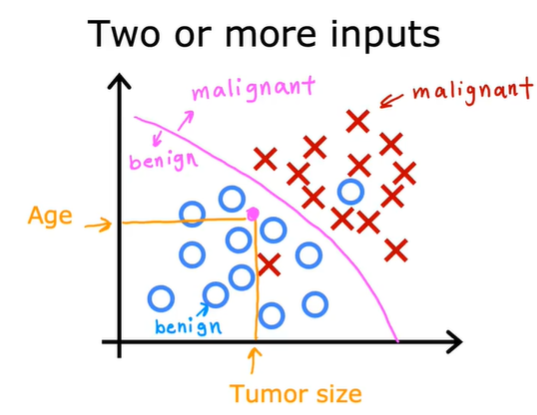 Two or more inputs
malignant
malignant
benign
Age
benign
Tumor size